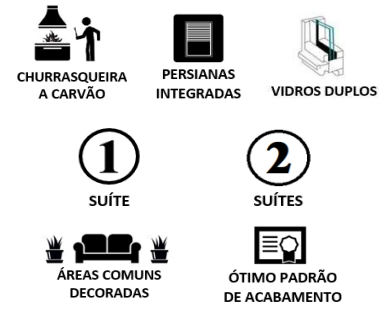 CHURRASQUEIRA
A CARVÃO
PERSIANAS
INTEGRADAS
VIDROS DUPLOS
1
SUÍTE
2
SUÍTES
ÁREAS COMUNS
DECORADAS
ÓTIMO PADRÃO
DE ACABAMENTO